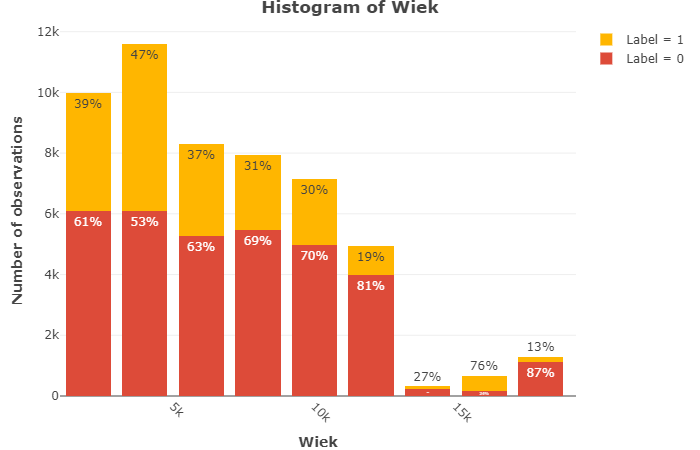 Histogram of Wiek
Label = 1
Label = 0
Number of observations
12k
10k
8k
6k
4k
2k
0
39%
61%
47%
53%
37%
63%
31%
69%
30%
70%
19%
81%
27%
76%
13%
87%
5k
10k
15k
Wiek